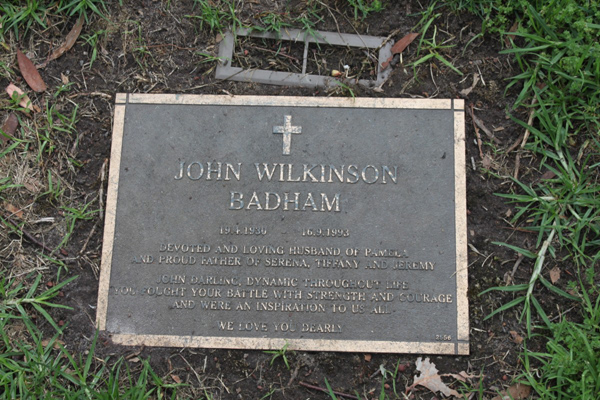 JOHN WILKINSON
BADHAM
19.4.1936 16.9.1993
DEVOTED AND LOVING HUSBAND OF PAMELA
AND PROUD FATHER OF SERENA, TIFFANY AND JEREMY
JOHN DARLING, DYNAMIC THROUGHOUT LIFE
YOU FOUGHT YOUR BATTLE WITH STRENGTH AND COURAGE
AND WERE AN INSPIRATION TO US ALL.
WE LOVE YOU DEARLY